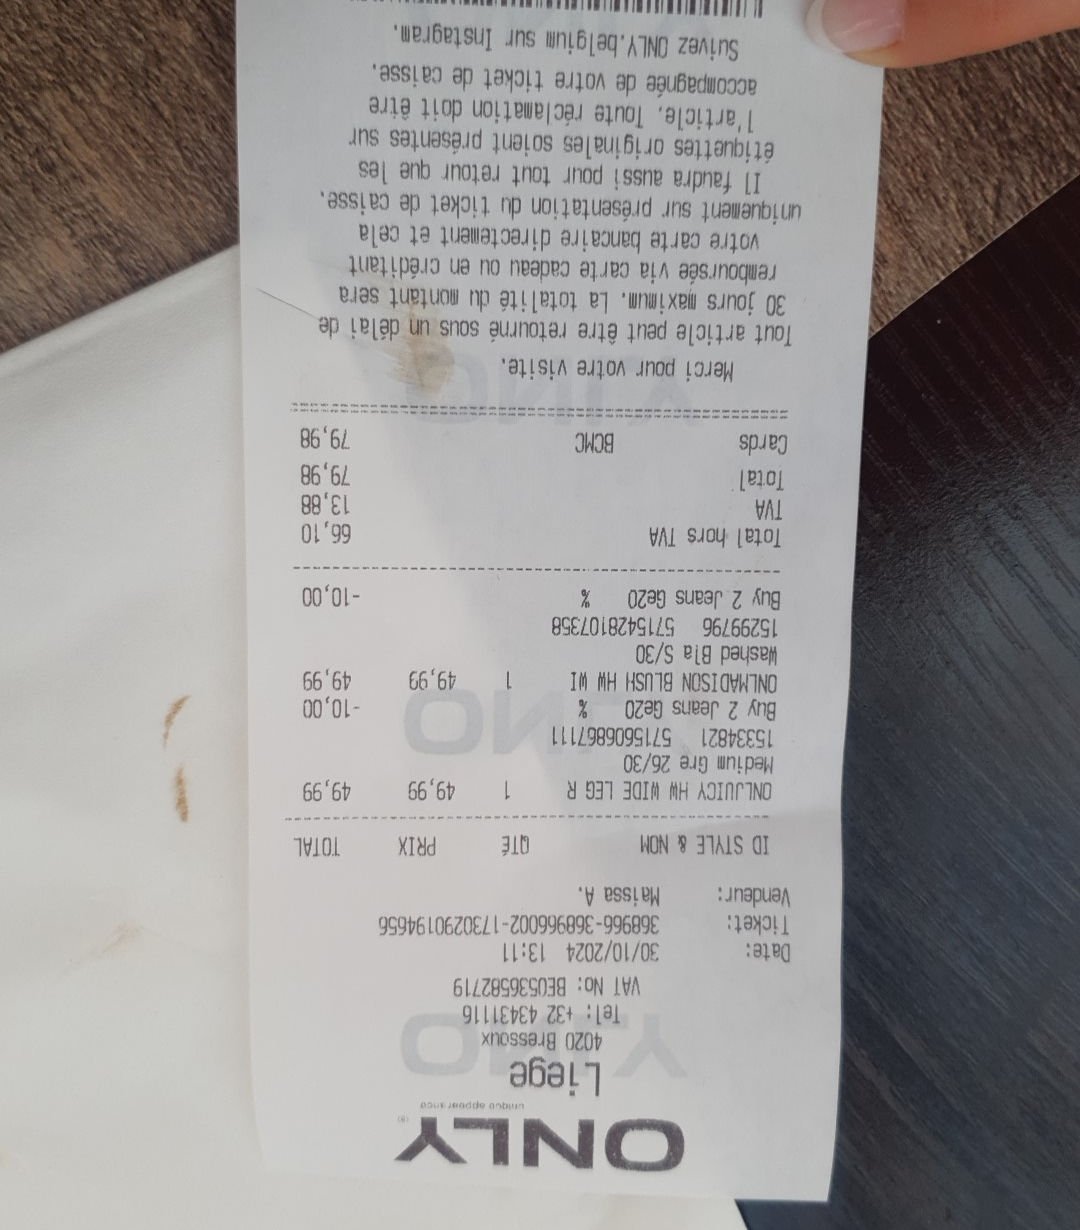 ONLY
unique appearance
Liege
4020 Bressoux
Tel: +32 43431116
VAT No: BE0536582719
Date: 30/10/2024 13:11
Ticket: 368966-368966002-1730290194656
Vendeur: Maissa A.
ID STYLE & NOM QTÉ PRIX TOTAL
ONLJUICY HW WIDE LEG R 1 49,99 49,99
Medium Gre 26/30
15334821 5715606867111
Buy 2 Jeans Ge20 % -10,00
ONLMADISON BLUSH HW WI 1 49,99 49,99
Washed Bla S/30
15299796 5715428107358
Buy 2 Jeans Ge20 % -10,00
Total hors TVA 66,10
TVA 13,88
Total 79,98
Cards BCMC 79,98
Merci pour votre visite.
Tout article peut être retourné sous un délai de
30 jours maximum. La totalité du montant sera
remboursée via carte cadeau ou en créditant
votre carte bancaire directement et cela
uniquement sur présentation du ticket de caisse.
Il faudra aussi pour tout retour que les
étiquettes originales soient présentes sur
l'article. Toute réclamation doit être
accompagnée de votre ticket de caisse.
Suivez ONLY.belgium sur Instagram.